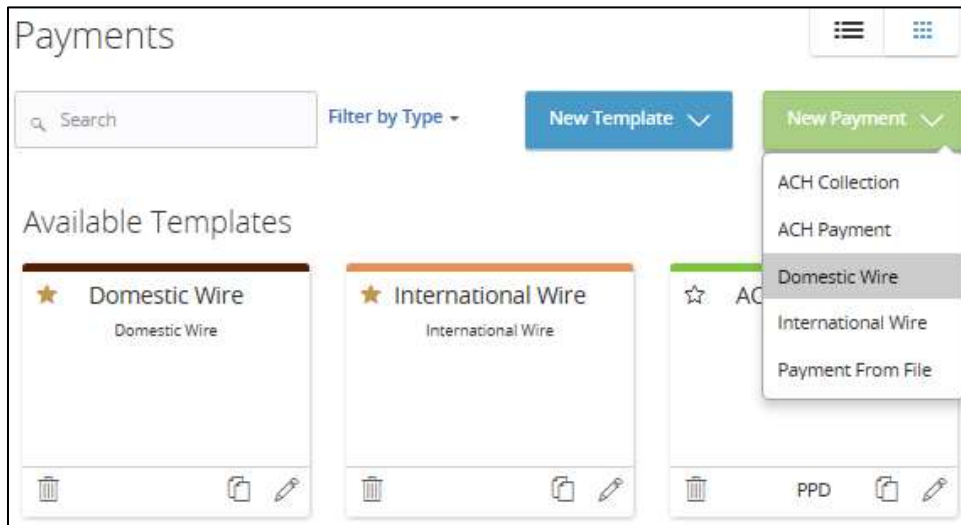 Payments
Search
Filter by Type
New Template
New Payment
ACH Collection
ACH Payment
Domestic Wire
International Wire
Payment From File
Available Templates
Domestic Wire
Domestic Wire
International Wire
International Wire
AC
PPD